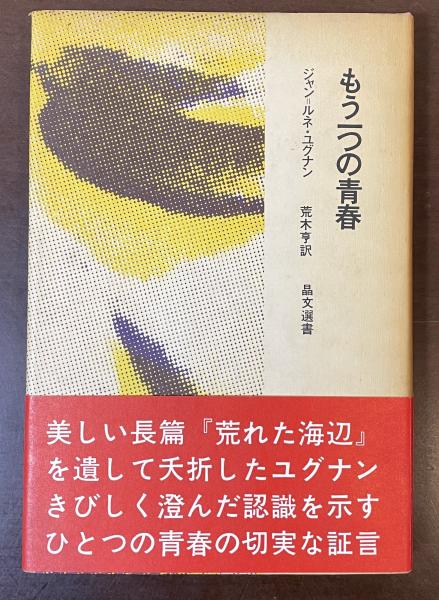 もう一つの青春
ジャン＝ルネ・ユグナン
荒木亨訳
晶文選書
美しい長篇『荒れた海辺』
を遺して夭折したユグナン
きびしく澄んだ認識を示す
ひとつの青春の切実な証言